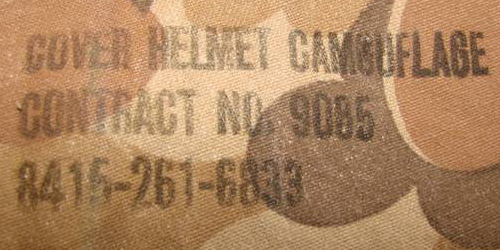 COVER HELMET CAMOUFLAGE
CONTRACT NO. 9085
8415-261-6833